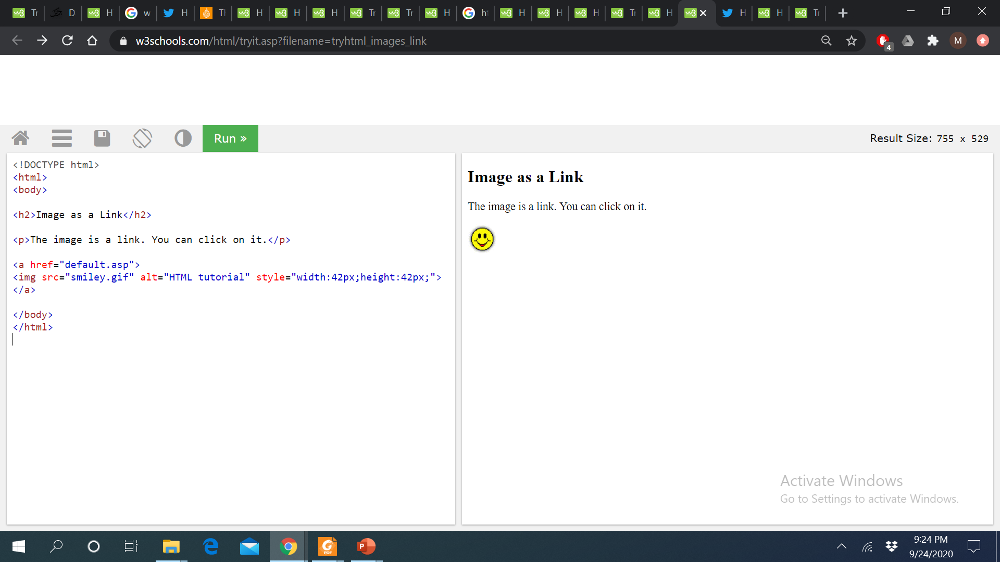 Tr D H w H Tl H H H Tr Tr H ht H H H Tr H H H Tr
w3schools.com/html/tryit.asp?filename=tryhtml_images_link
4
M
Run »
Result Size: 755 x 529
<!DOCTYPE html>
<html>
<body>
<h2>Image as a Link</h2>
<p>The image is a link. You can click on it.</p>
<a href="default.asp">
<img src="smiley.gif" alt="HTML tutorial" style="width:42px;height:42px;">
</a>
</body>
</html>
Image as a Link
The image is a link. You can click on it.
Activate Windows
Go to Settings to activate Windows.
PDF
P
9:24 PM
9/24/2020